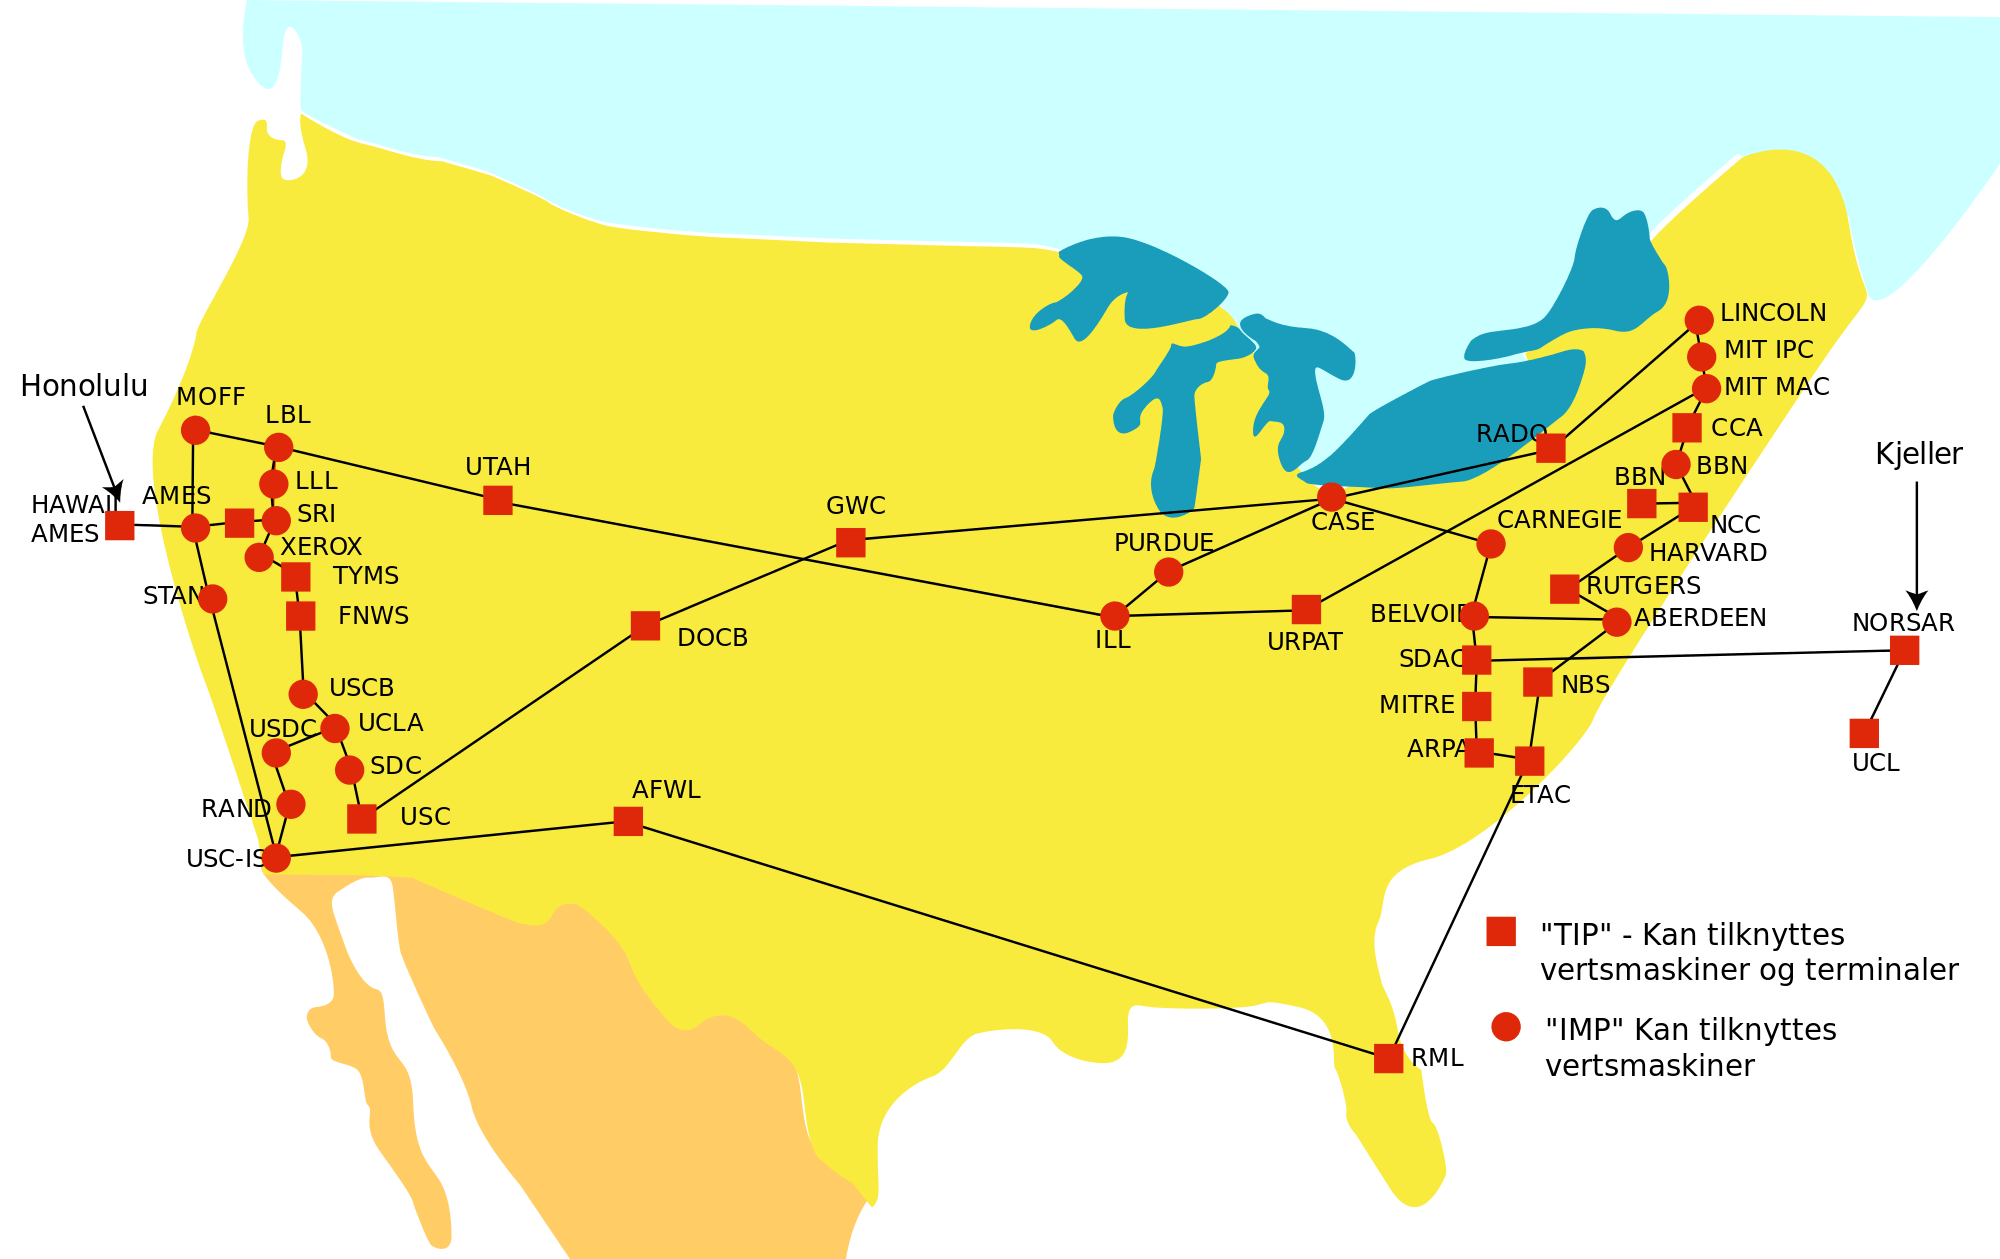 LINCOLN
MIT IPC
MIT MAC
Honolulu
MOFF
LBL
CCA
RADO
Kjeller
UTAH
BBN
BBN
LLL
AMES
HAWAII
AMES
GWC
SRI
CASE
CARNEGIE
NCC
PURDUE
XEROX
HARVARD
TYMS
RUTGERS
STAN
FNWS
BELVOIR
ABERDEEN
NORSAR
DOCB
ILL
URPAT
SDAC
NBS
USCB
MITRE
UCLA
USDC
ARPA
UCL
SDC
AFWL
ETAC
RAND
USC
USC-IS
"TIP" - Kan tilknyttes
vertsmaskiner og terminaler
"IMP" Kan tilknyttes
vertsmaskiner
RML